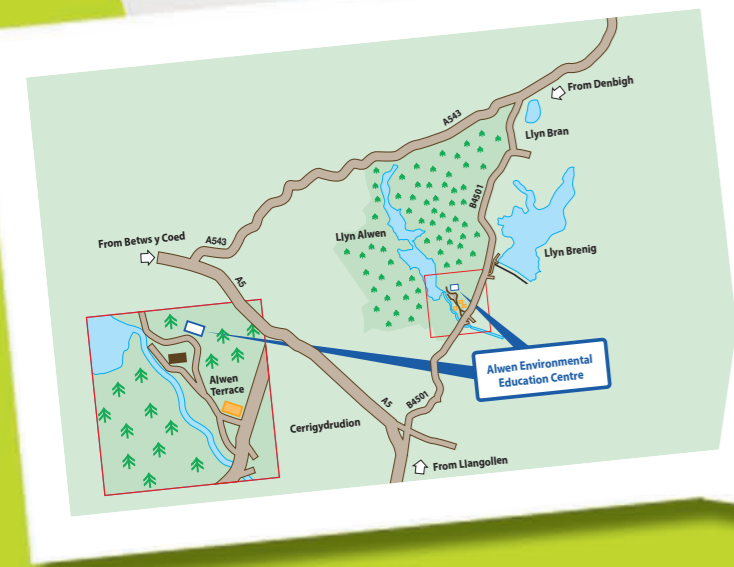 From Denbigh
A543
Llyn Bran
B4501
Llyn Alwen
From Betws y Coed
A543
Llyn Brenig
A5
Alwen Environmental
Education Centre
Alwen
Terrace
A5
B4501
Cerrigydrudion
From Llangollen